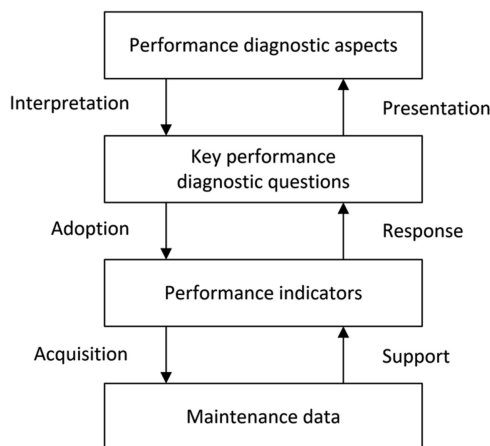 Performance diagnostic aspects
Interpretation
Presentation
Key performance
diagnostic questions
Adoption
Response
Performance indicators
Acquisition
Support
Maintenance data